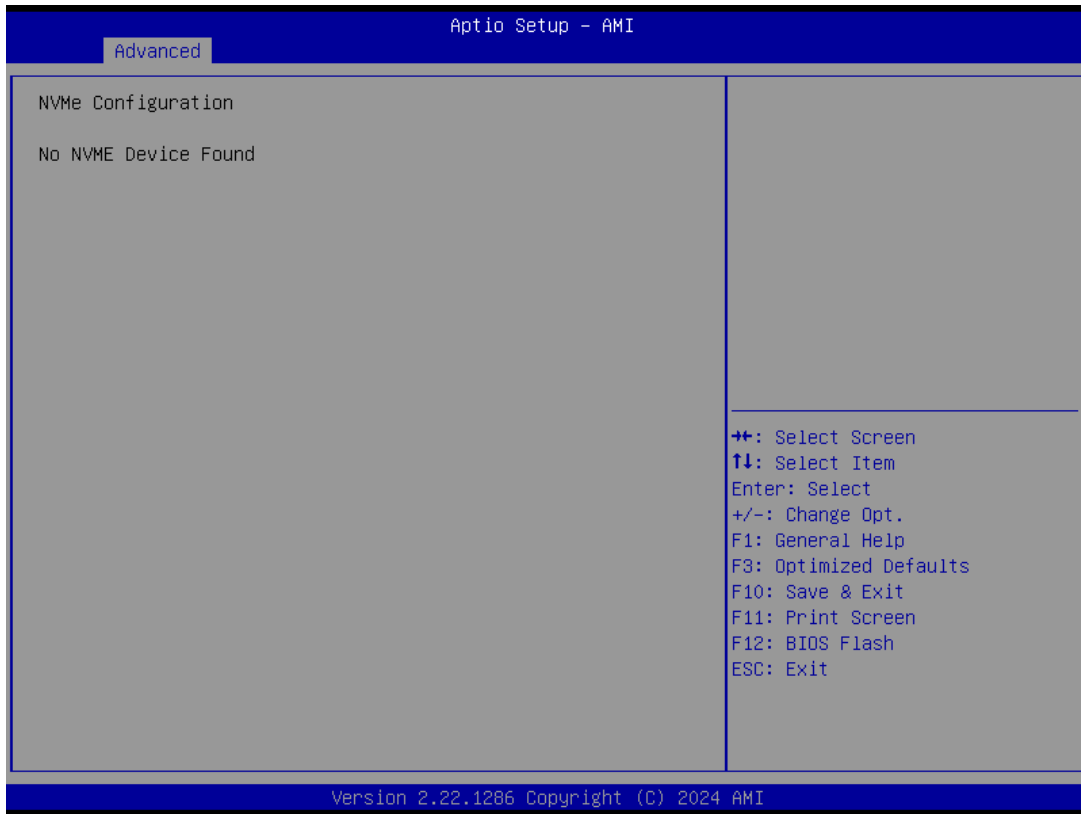 Aptio Setup – AMI
Advanced
NVMe Configuration
No NVME Device Found
→←: Select Screen
↑↓: Select Item
Enter: Select
+/-: Change Opt.
F1: General Help
F3: Optimized Defaults
F10: Save & Exit
F11: Print Screen
F12: BIOS Flash
ESC: Exit
Version 2.22.1286 Copyright (C) 2024 AMI